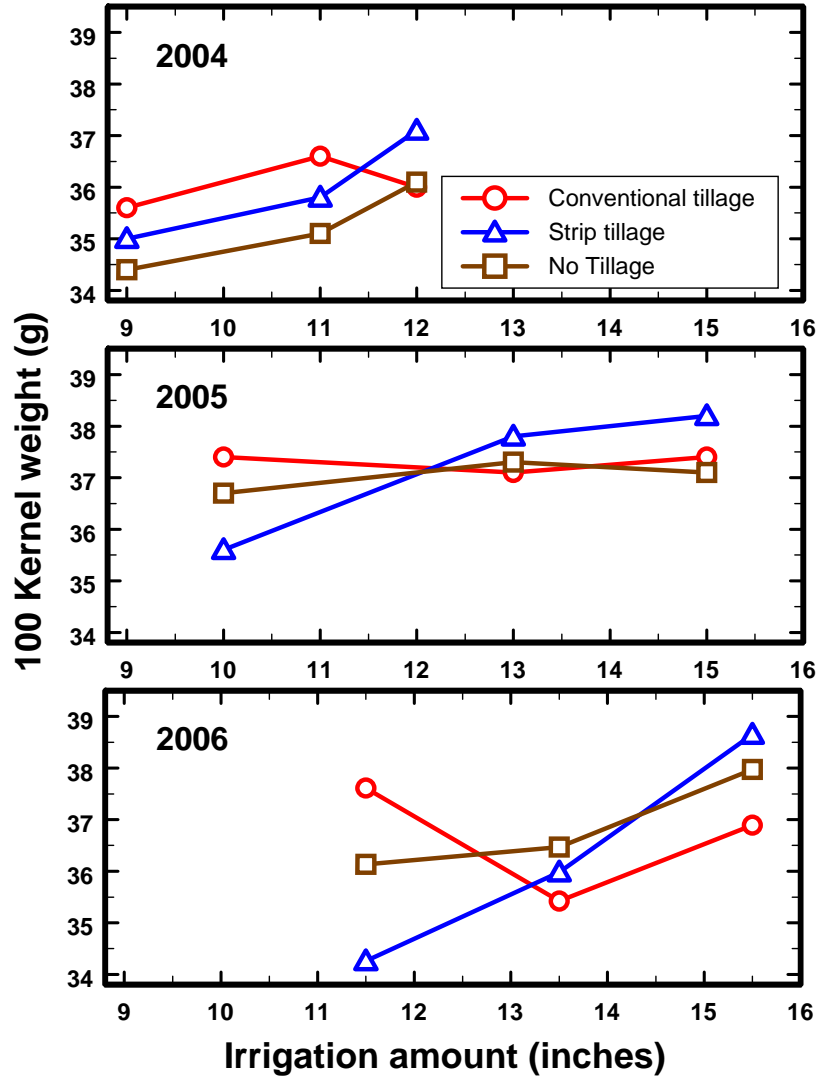 39
38
37
36
35
34
2004
Conventional tillage
Strip tillage
No Tillage
9 10 11 12 13 14 15 16
39
38
37
36
35
34
2005
9 10 11 12 13 14 15 16
39
38
37
36
35
34
2006
9 10 11 12 13 14 15 16
100 Kernel weight (g)
Irrigation amount (inches)